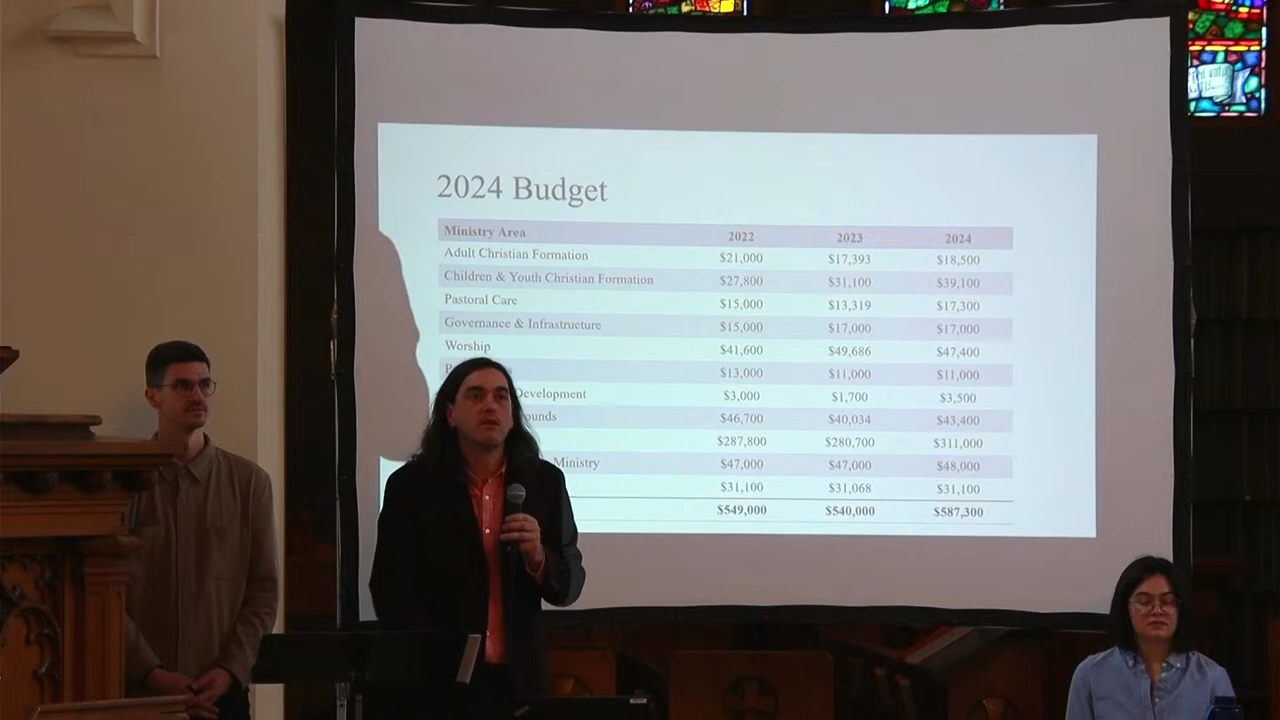 2024 Budget
Ministry Area 2022 2023 2024
Adult Christian Formation $21,000 $17,393 $18,500
Children & Youth Christian Formation $27,800 $31,100 $39,100
Pastoral Care $15,000 $13,319 $17,300
Governance & Infrastructure $15,000 $17,000 $17,000
Worship $41,600 $49,686 $47,400
$13,000 $11,000 $11,000
Development $3,000 $1,700 $3,500
ounds $46,700 $40,034 $43,400
$287,800 $280,700 $311,000
Ministry $47,000 $47,000 $48,000
$31,100 $31,068 $31,100
$549,000 $540,000 $587,300